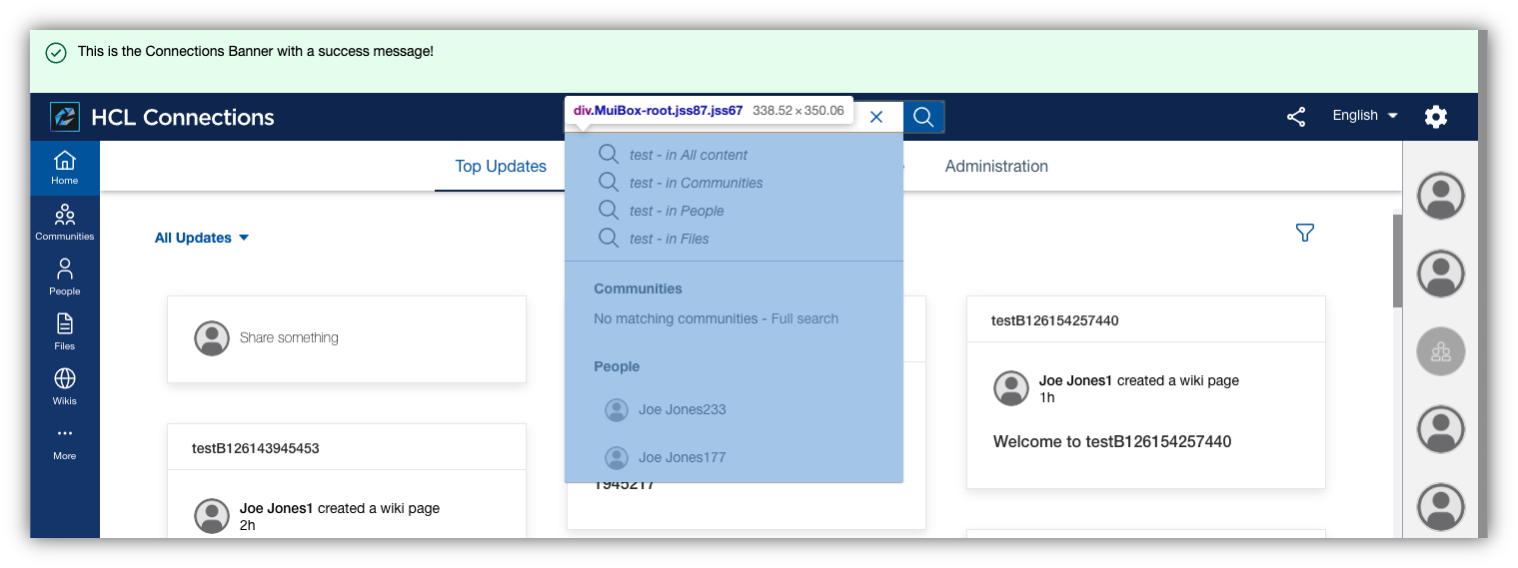 This is the Connections Banner with a success message!
HCL Connections
div.MuiBox-root.jss87.jss67 338.52 × 350.06
English
Home
Communities
People
Files
Wikis
More
Top Updates
Administration
test - in All content
test - in Communities
test - in People
test - in Files
Communities
No matching communities - Full search
People
Joe Jones233
Joe Jones177
All Updates
Share something
testB126143945453
Joe Jones1 created a wiki page
2h
1945217
testB126154257440
Joe Jones1 created a wiki page
1h
Welcome to testB126154257440